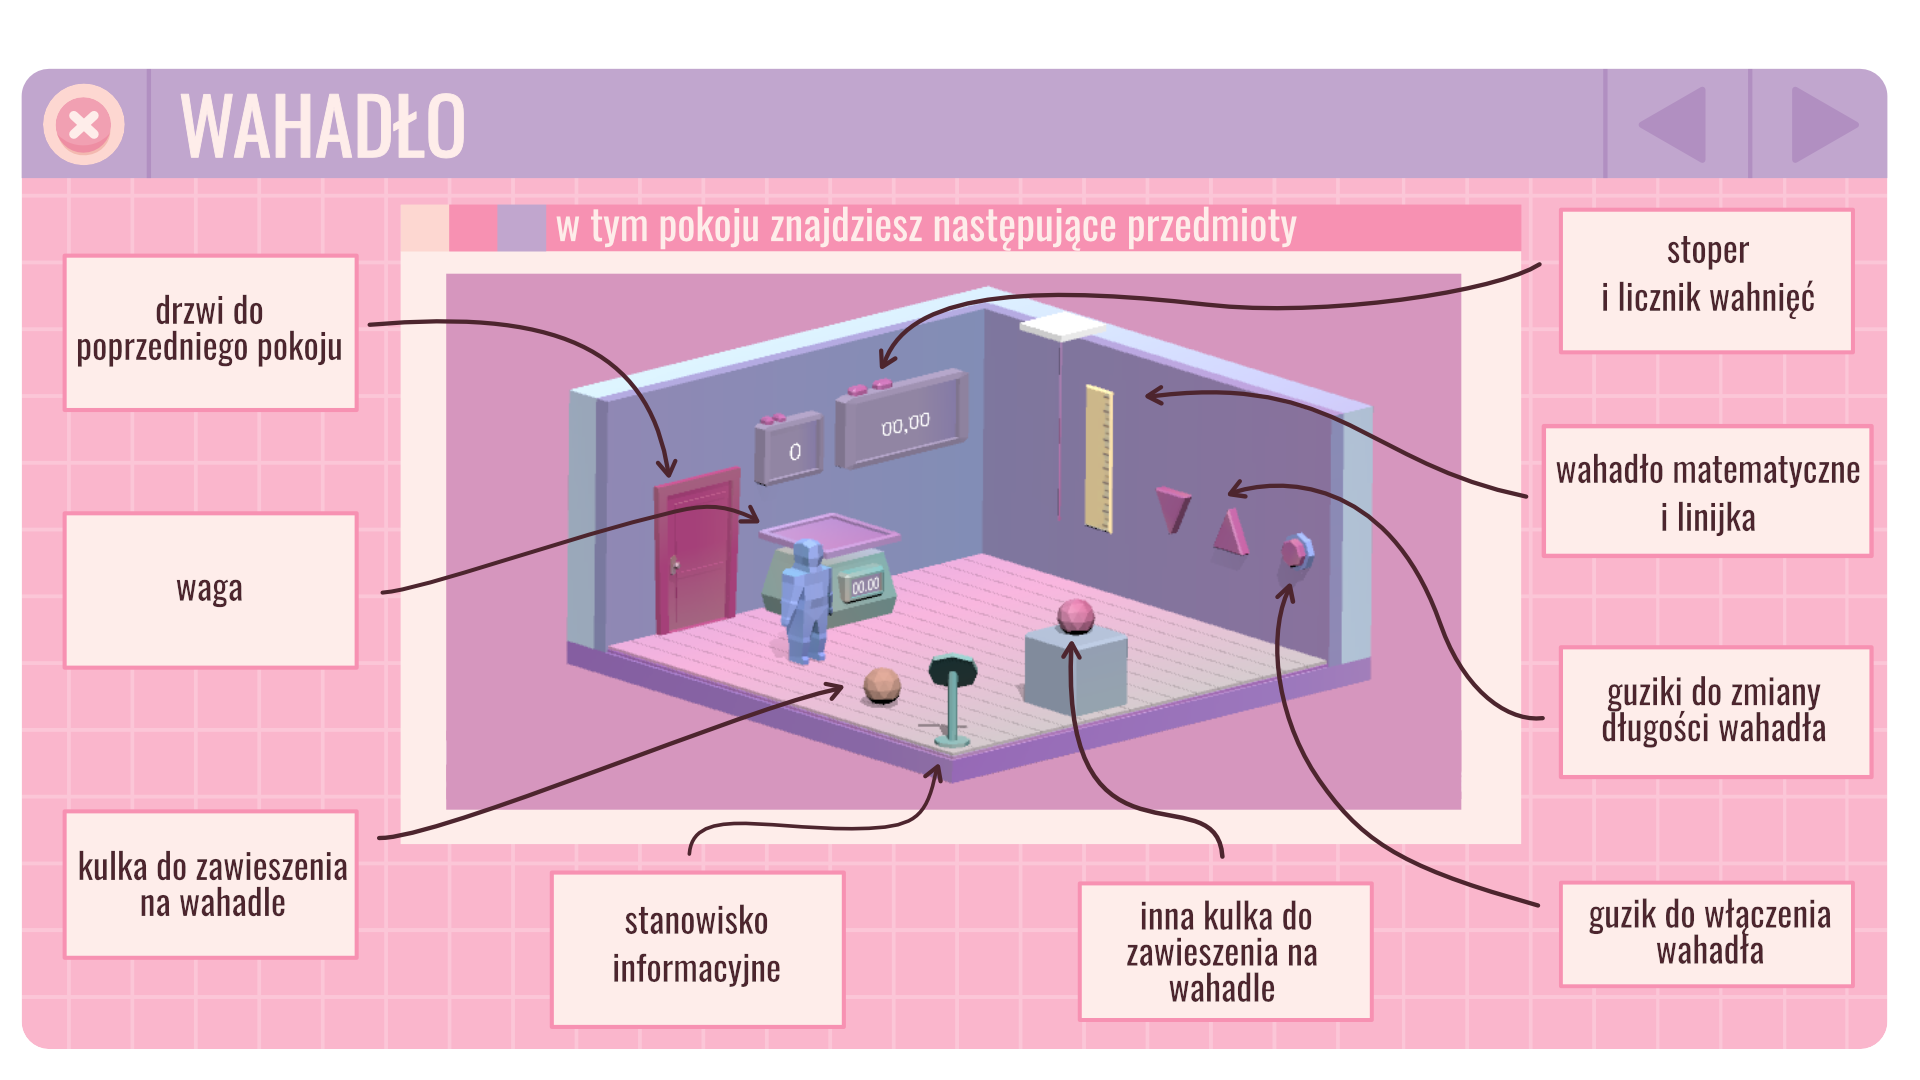 WAHADŁO
w tym pokoju znajdziesz następujące przedmioty
drzwi do
poprzedniego pokoju
waga
kulka do zawieszenia
na wahadle
stanowisko
informacyjne
inna kulka do
zawieszenia na
wahadle
stoper
i licznik wahnięć
wahadło matematyczne
i linijka
guziki do zmiany
długości wahadła
guzik do włączenia
wahadła
0
00,00
00.00